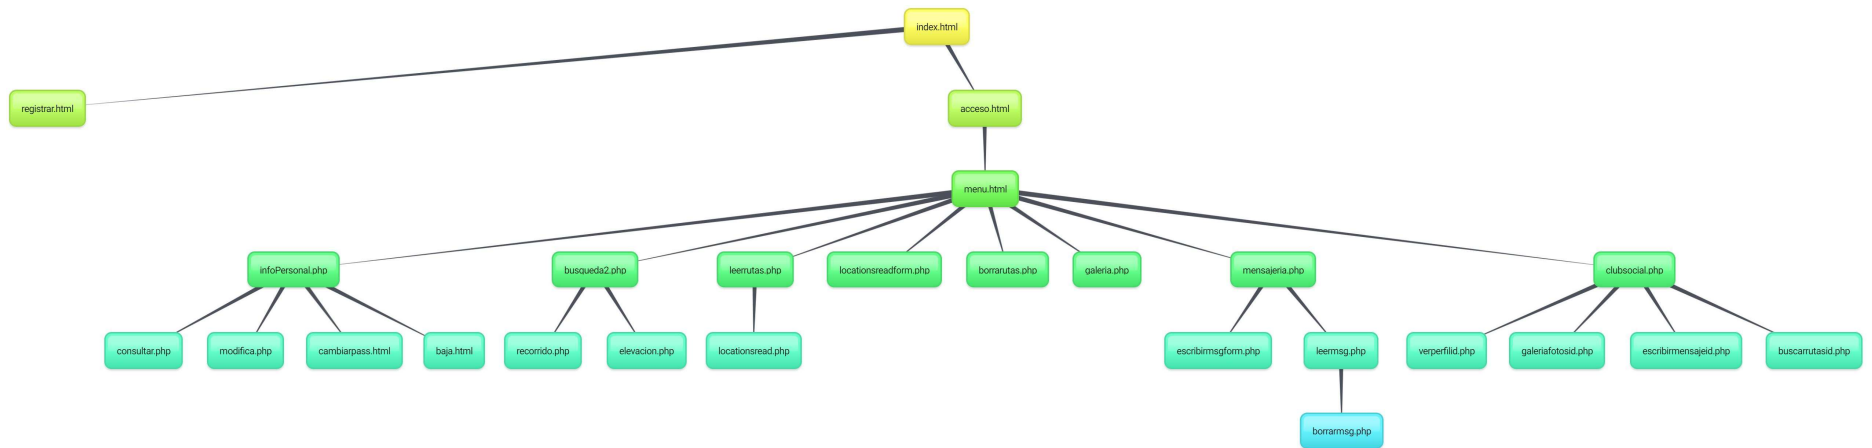 index.html
registrar.html
acceso.html
menu.html
infoPersonal.php
busqueda2.php
leerrutas.php
locationsreadform.php
borrarutas.php
galeria.php
mensajeria.php
clubsocial.php
consultar.php
modifica.php
cambiarpass.html
baja.html
recorrido.php
elevacion.php
locationsread.php
escribirmsgform.php
leermsg.php
verperfilid.php
galeriafotosid.php
escribirmensajeid.php
buscarrutasid.php
borrarmsg.php